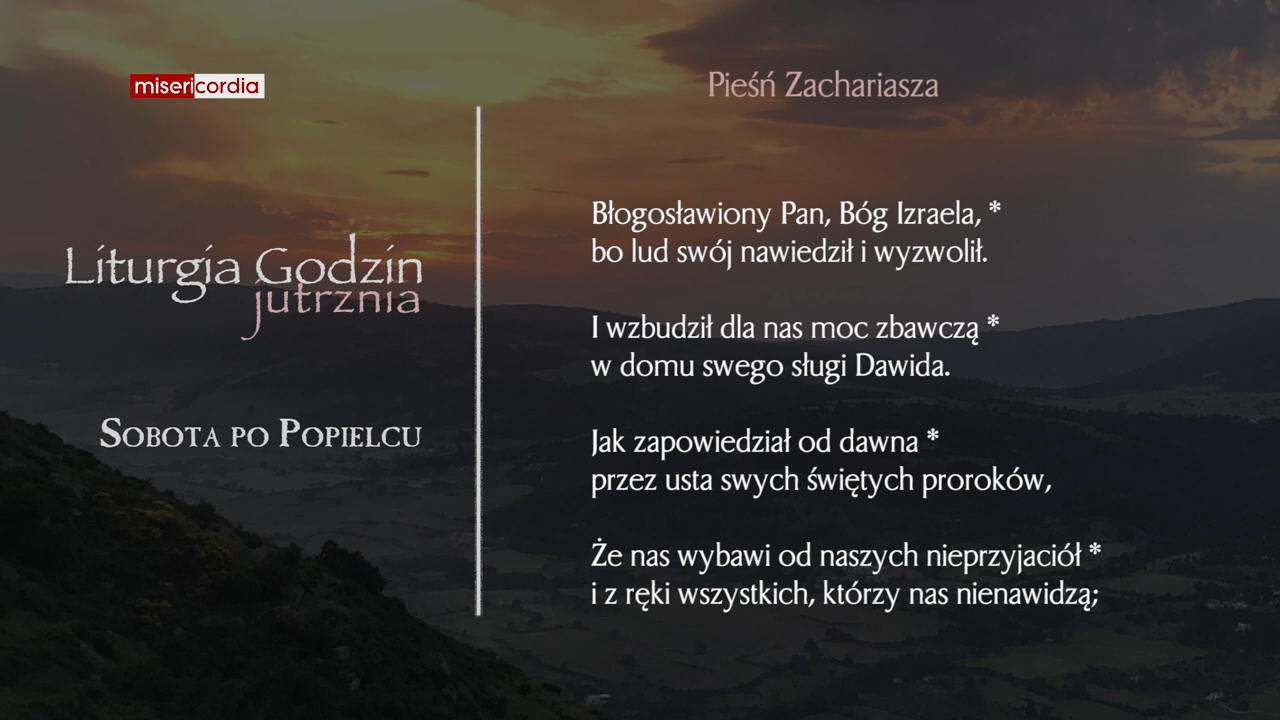 misericordia
Liturgia Godzin
jutrznia
Sobota po Popielcu
Pieśń Zachariasza
Błogosławiony Pan, Bóg Izraela, *
bo lud swój nawiedził i wyzwolił.
I wzbudził dla nas moc zbawczą *
w domu swego sługi Dawida.
Jak zapowiedział od dawna *
przez usta swych świętych proroków,
Że nas wybawi od naszych nieprzyjaciół *
i z ręki wszystkich, którzy nas nienawidzą;